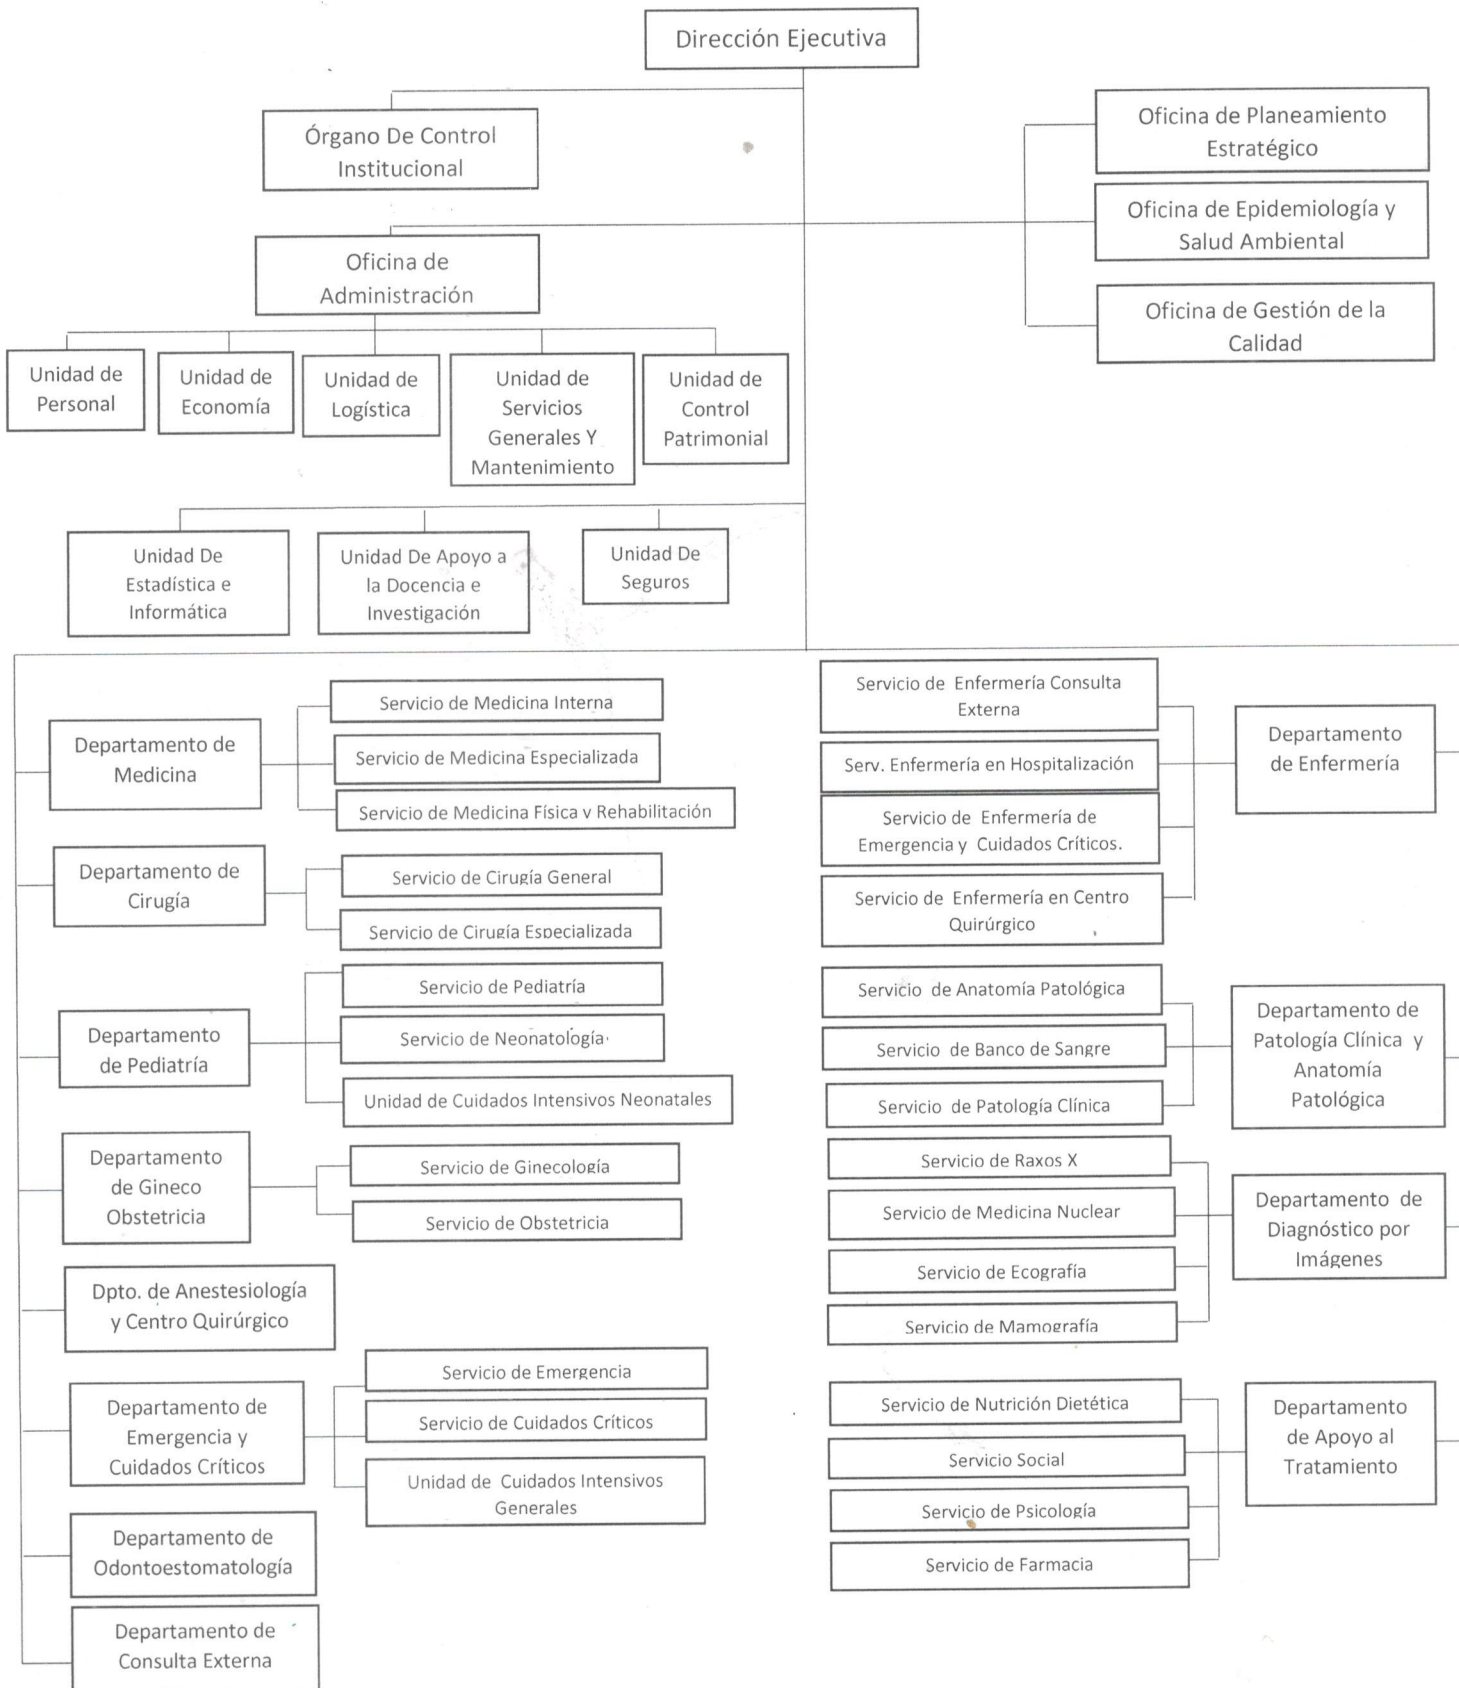 Dirección Ejecutiva
Órgano De Control
Institucional
Oficina de Planeamiento
Estratégico
Oficina de Epidemiología y
Salud Ambiental
Oficina de Gestión de la
Calidad
Oficina de
Administración
Unidad de
Personal
Unidad de
Economía
Unidad de
Logística
Unidad de
Servicios
Generales Y
Mantenimiento
Unidad de
Control
Patrimonial
Unidad De
Estadística e
Informática
Unidad De Apoyo a
la Docencia e
Investigación
Unidad De
Seguros
Departamento de
Medicina
Servicio de Medicina Interna
Servicio de Medicina Especializada
Servicio de Medicina Física v Rehabilitación
Departamento de
Cirugía
Servicio de Cirugía General
Servicio de Cirugía Especializada
Departamento
de Pediatría
Servicio de Pediatría
Servicio de Neonatología
Unidad de Cuidados Intensivos Neonatales
Departamento
de Gineco
Obstetricia
Servicio de Ginecología
Servicio de Obstetricia
Dpto. de Anestesiología
y Centro Quirúrgico
Departamento de
Emergencia y
Cuidados Críticos
Servicio de Emergencia
Servicio de Cuidados Críticos
Unidad de Cuidados Intensivos
Generales
Departamento de
Odontoestomatología
Departamento de
Consulta Externa
Servicio de Enfermería Consulta
Externa
Serv. Enfermería en Hospitalización
Servicio de Enfermería de
Emergencia y Cuidados Críticos.
Servicio de Enfermería en Centro
Quirúrgico
Departamento
de Enfermería
Servicio de Anatomía Patológica
Servicio de Banco de Sangre
Servicio de Patología Clínica
Departamento de
Patología Clínica y
Anatomía
Patológica
Servicio de Raxos X
Servicio de Medicina Nuclear
Servicio de Ecografía
Servicio de Mamografía
Departamento de
Diagnóstico por
Imágenes
Servicio de Nutrición Dietética
Servicio Social
Servicio de Psicología
Servicio de Farmacia
Departamento
de Apoyo al
Tratamiento